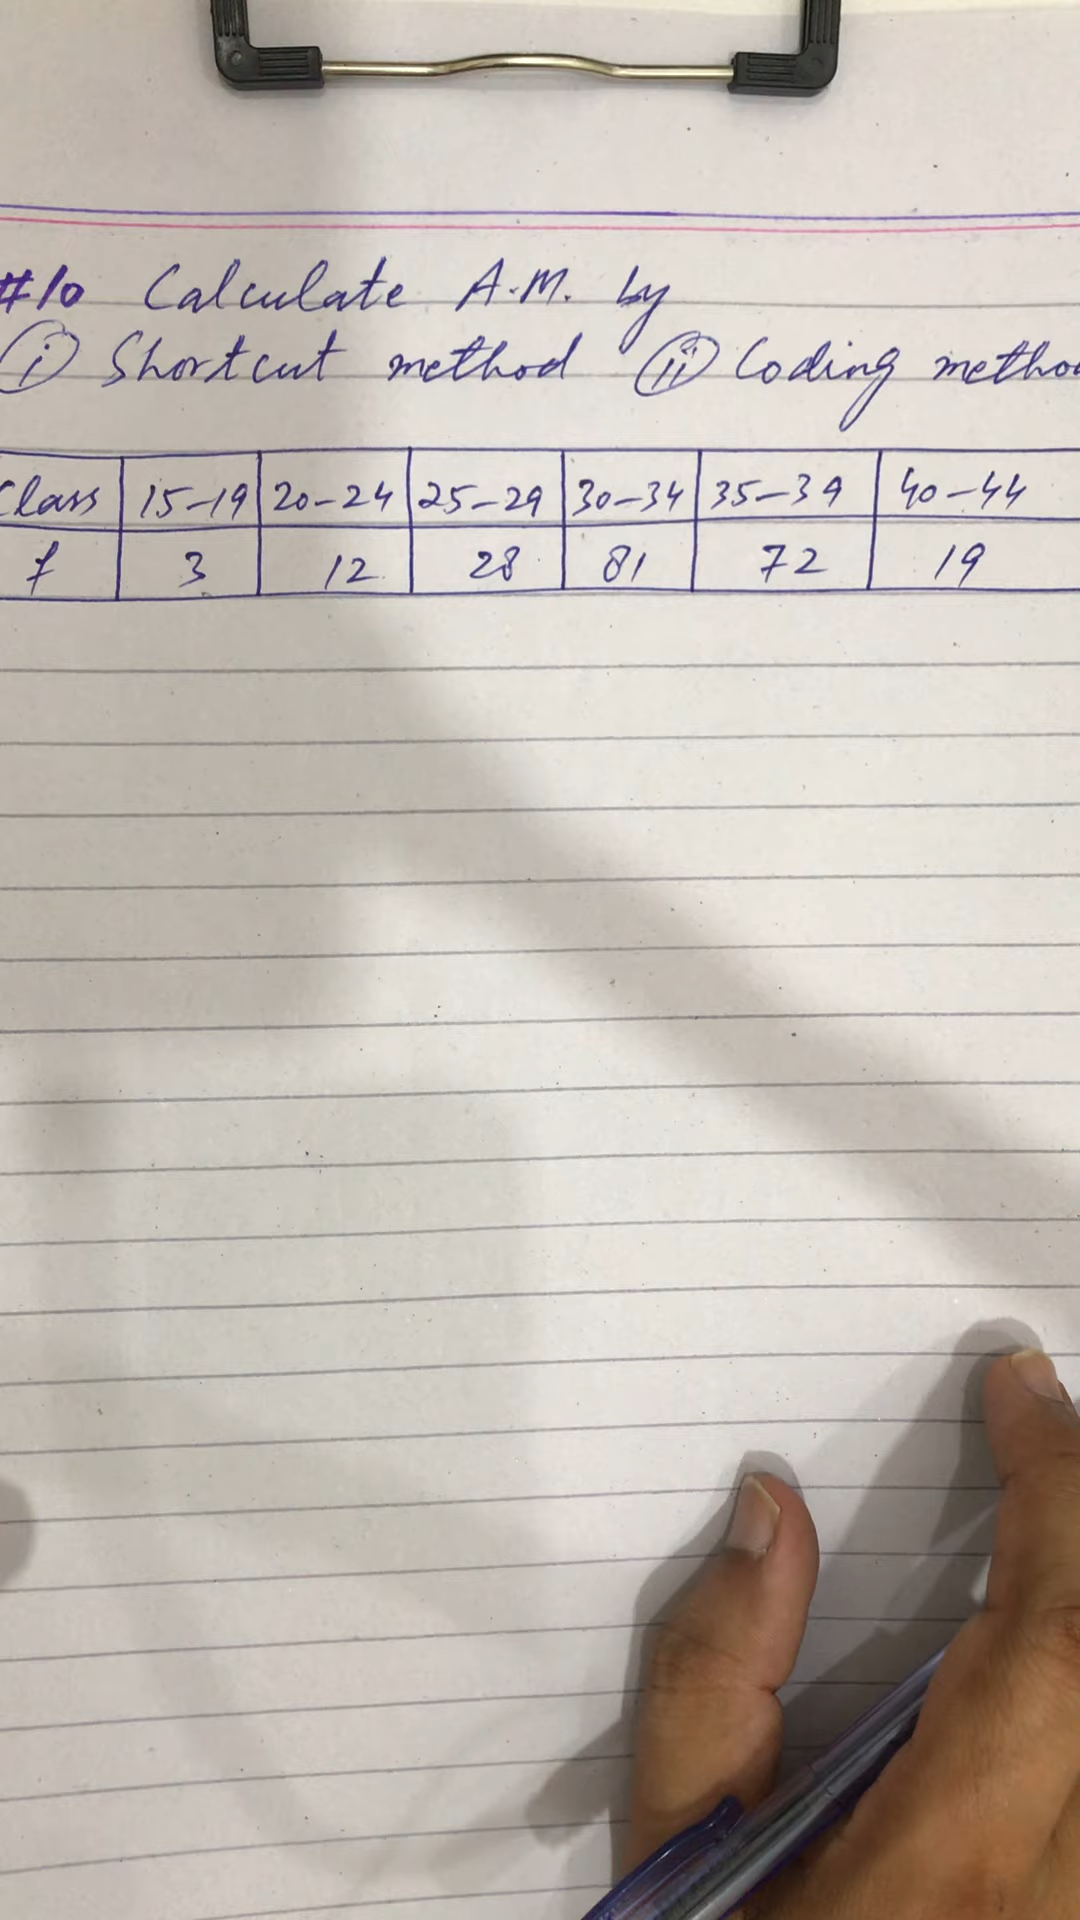 #10 Calculate A.M. by
(i) Shortcut method (ii) Coding metho
Class 15-19 20-24 25-29 30-34 35-39 40-44
f 3 12 28 81 72 19